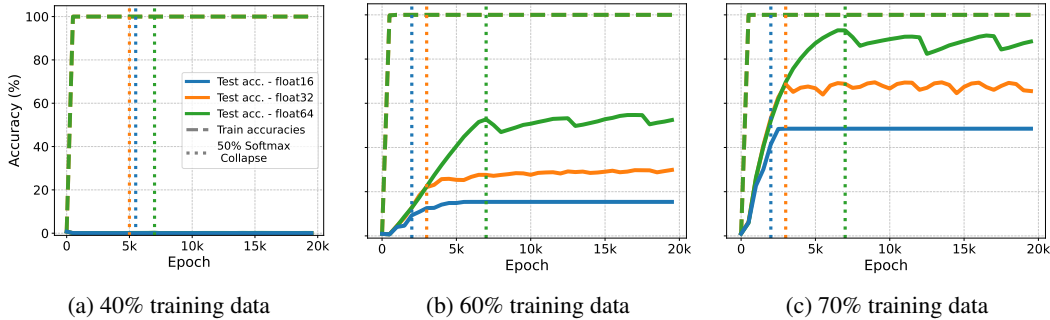 100
80
60
40
20
0
Accuracy (%)
Test acc. - float16
Test acc. - float32
Test acc. - float64
Train accuracies
50% Softmax
Collapse
0 5k 10k 15k 20k
Epoch
0 5k 10k 15k 20k
Epoch
0 5k 10k 15k 20k
Epoch
(a) 40% training data
(b) 60% training data
(c) 70% training data